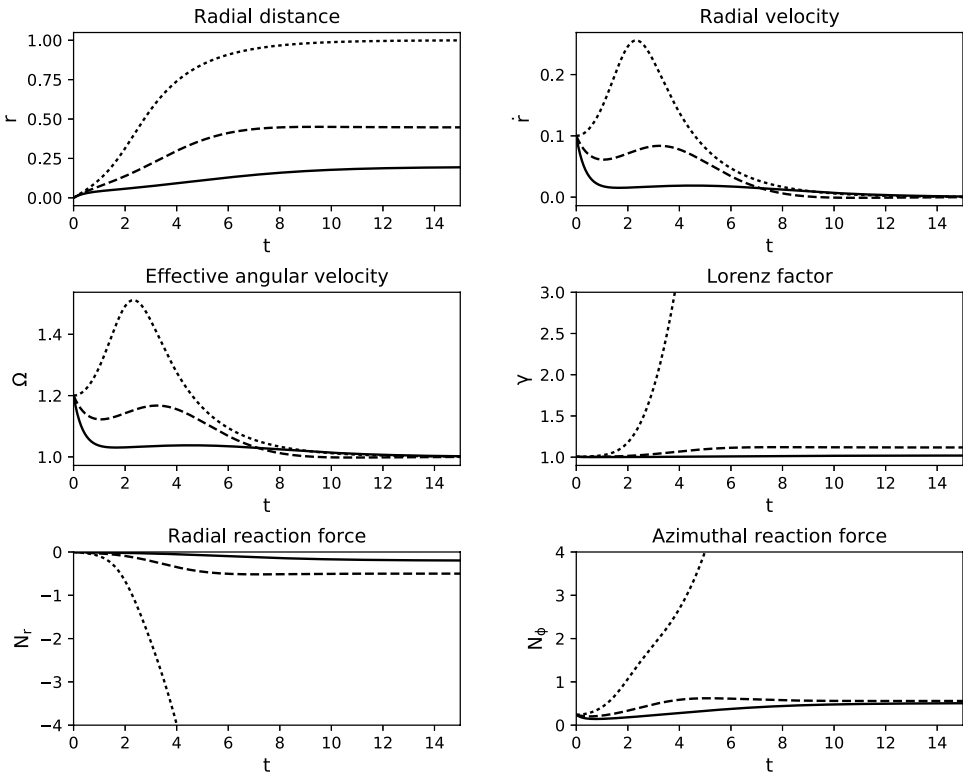 Radial distance
1.00
0.75
0.50
0.25
0.00
r
0 2 4 6 8 10 12 14
t
Radial velocity
0.2
0.1
0.0
ṙ
0 2 4 6 8 10 12 14
t
Effective angular velocity
1.4
1.2
1.0
Ω
0 2 4 6 8 10 12 14
t
Lorenz factor
3.0
2.5
2.0
1.5
1.0
γ
0 2 4 6 8 10 12 14
t
Radial reaction force
0
−1
−2
−3
−4
N_r
0 2 4 6 8 10 12 14
t
Azimuthal reaction force
4
3
2
1
0
N_ϕ
0 2 4 6 8 10 12 14
t